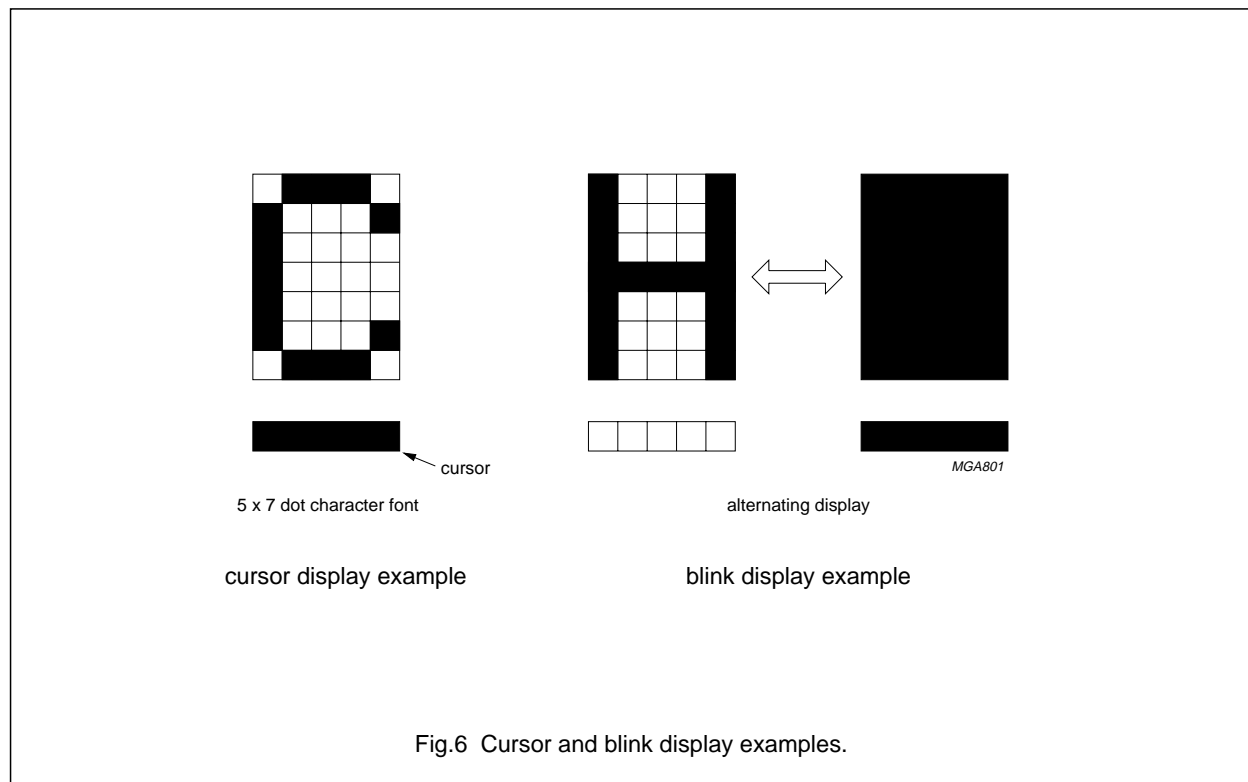 cursor
MGA801
5 x 7 dot character font
alternating display
cursor display example
blink display example
Fig.6 Cursor and blink display examples.